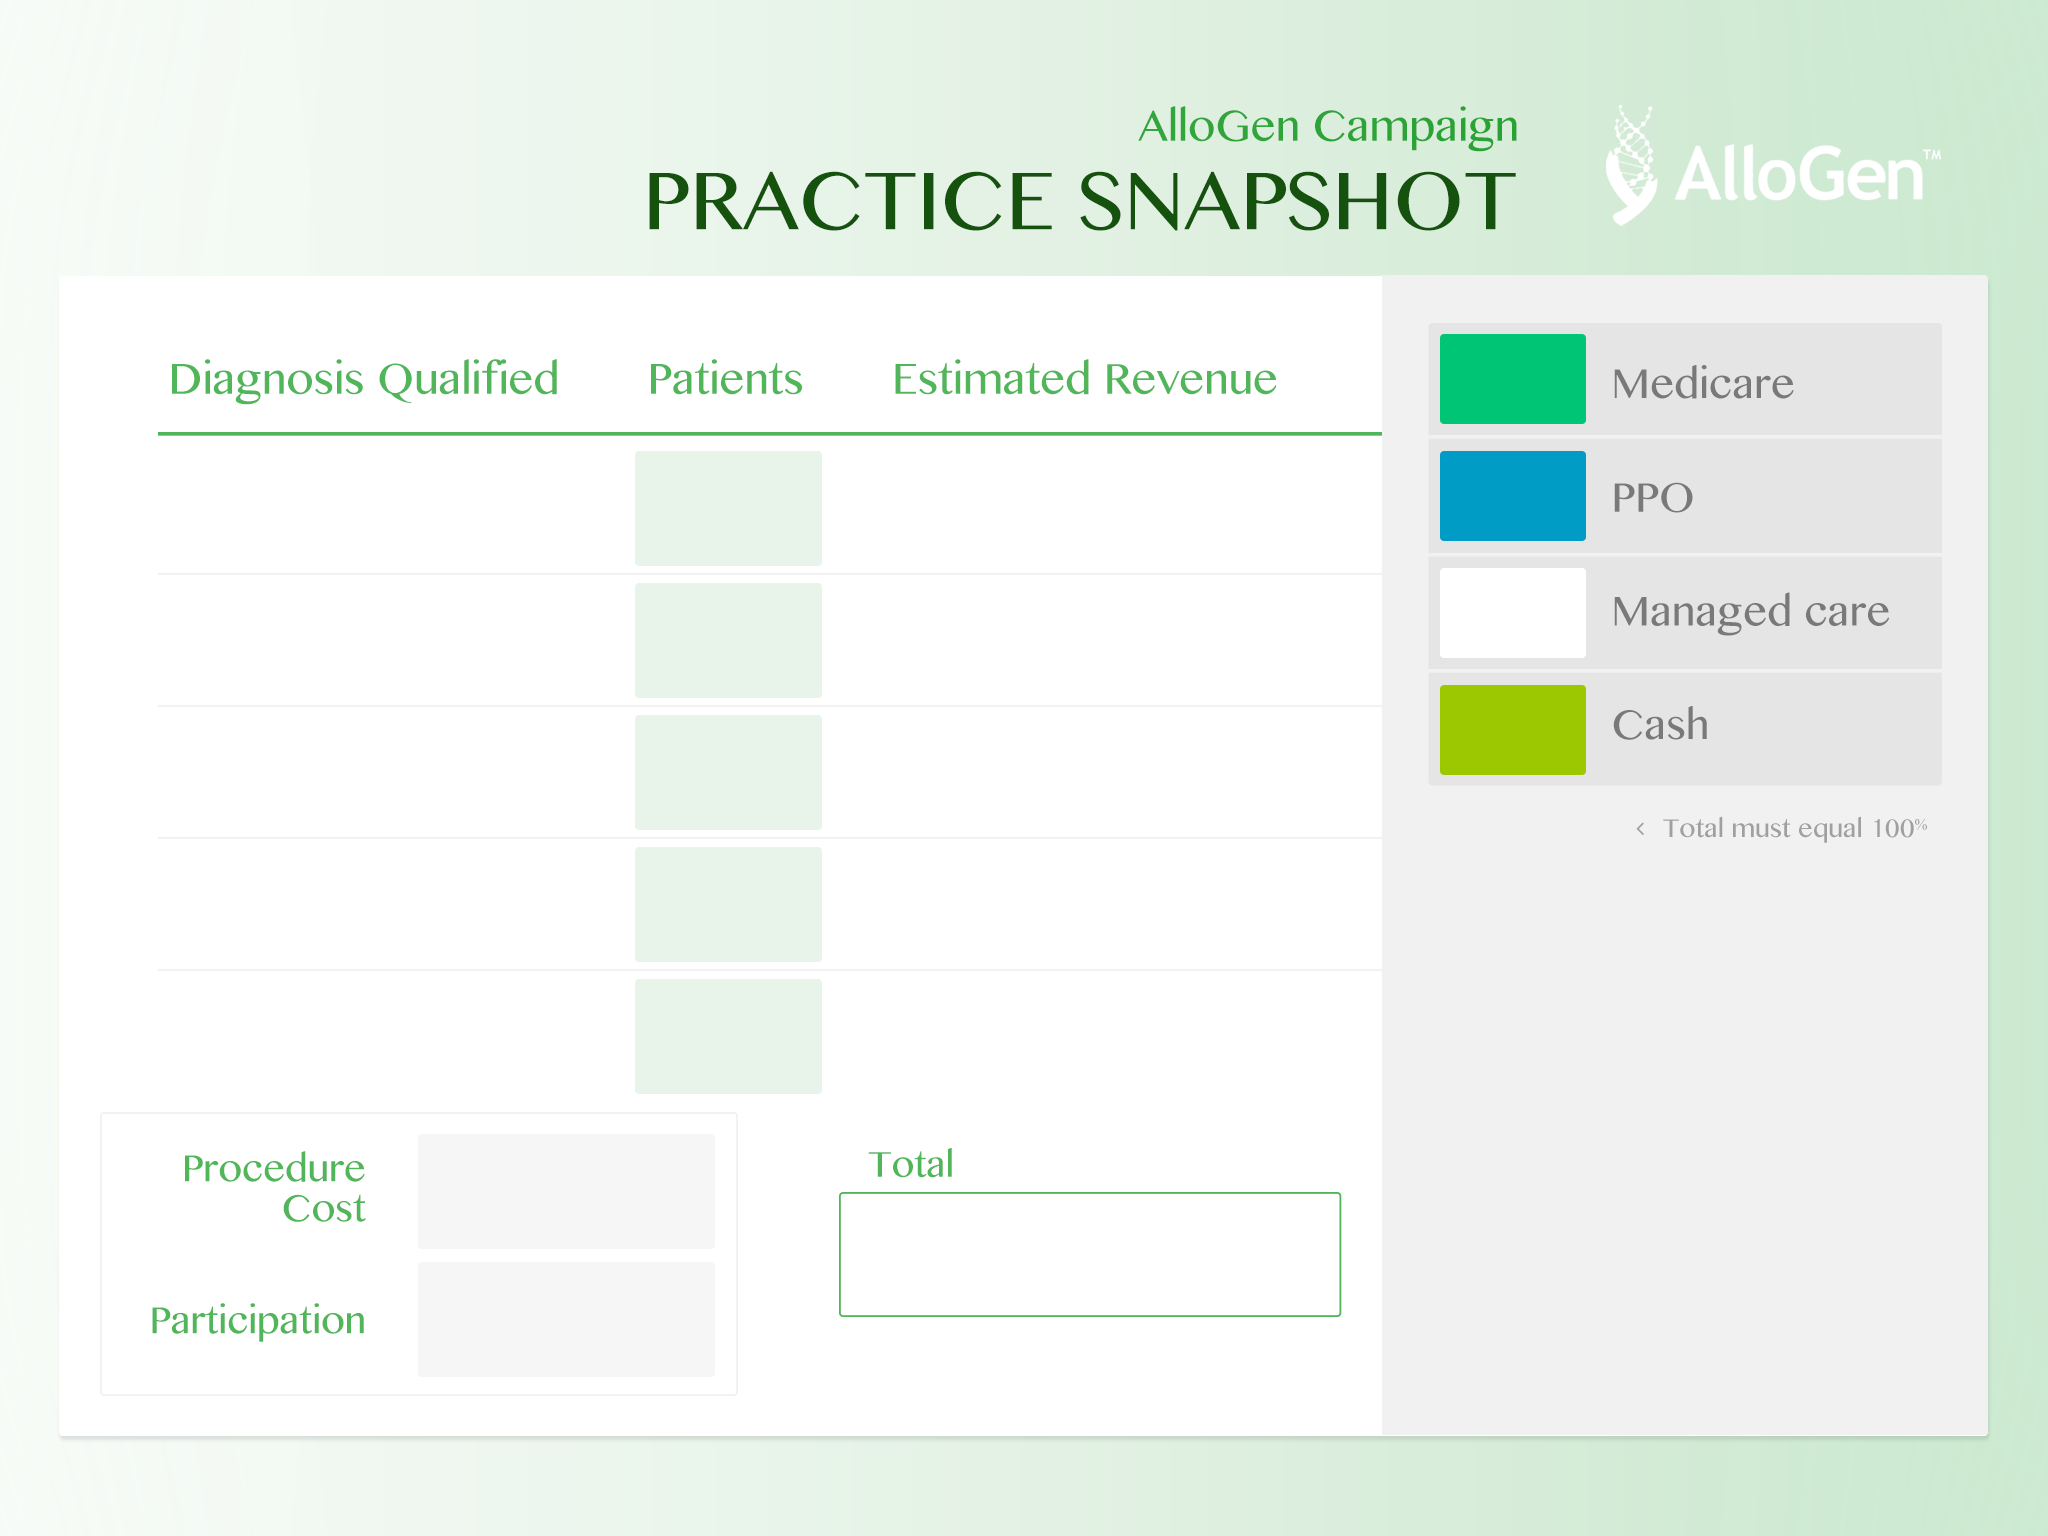 AlloGen Campaign
PRACTICE SNAPSHOT
AlloGen™
Diagnosis Qualified
Patients
Estimated Revenue
Medicare
PPO
Managed care
Cash
< Total must equal 100%
Procedure
Cost
Participation
Total